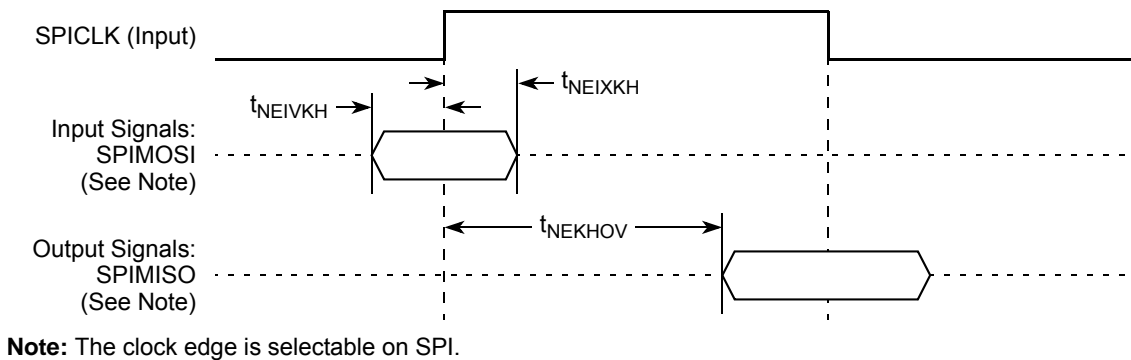 SPICLK (Input)
tNEIXKH
tNEIVKH
Input Signals:
SPIMOSI
(See Note)
tNEKHOV
Output Signals:
SPIMISO
(See Note)
Note: The clock edge is selectable on SPI.